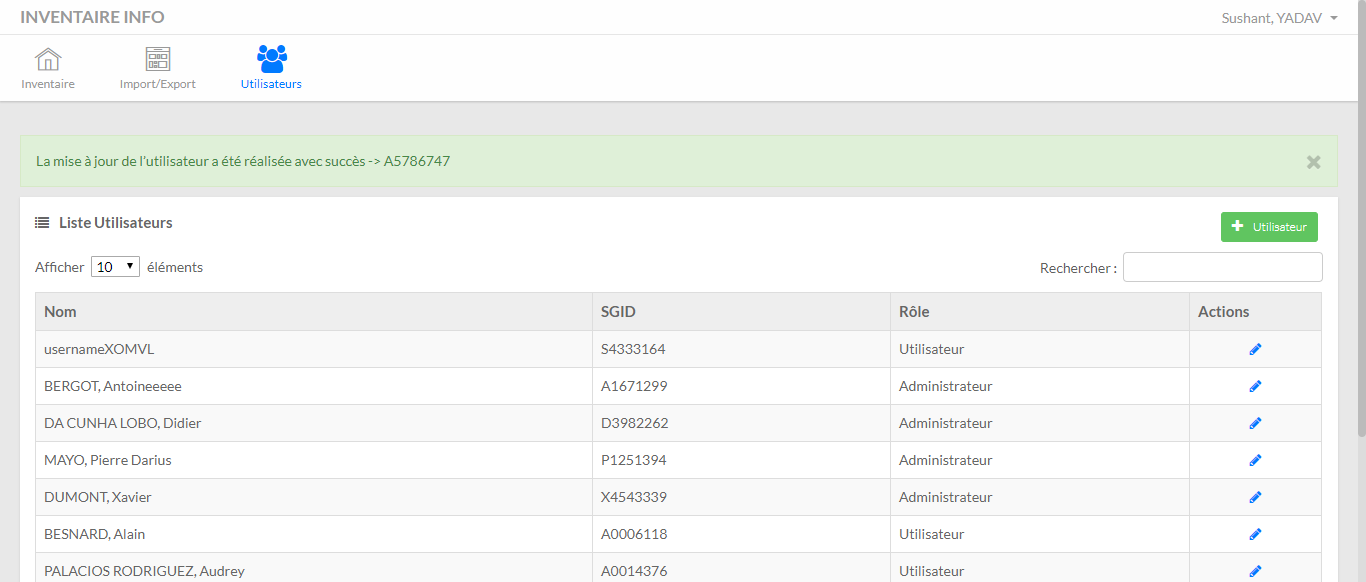 INVENTAIRE INFO
Sushant, YADAV
Inventaire
Import/Export
Utilisateurs
La mise à jour de l'utilisateur a été réalisée avec succès -> A5786747
Liste Utilisateurs
Utilisateur
Afficher 10 éléments
Rechercher :
Nom SGID Rôle Actions
usernameXOMVL S4333164 Utilisateur
BERGOT, Antoineeeee A1671299 Administrateur
DA CUNHA LOBO, Didier D3982262 Administrateur
MAYO, Pierre Darius P1251394 Administrateur
DUMONT, Xavier X4543339 Administrateur
BESNARD, Alain A0006118 Utilisateur
PALACIOS RODRIGUEZ, Audrey A0014376 Utilisateur